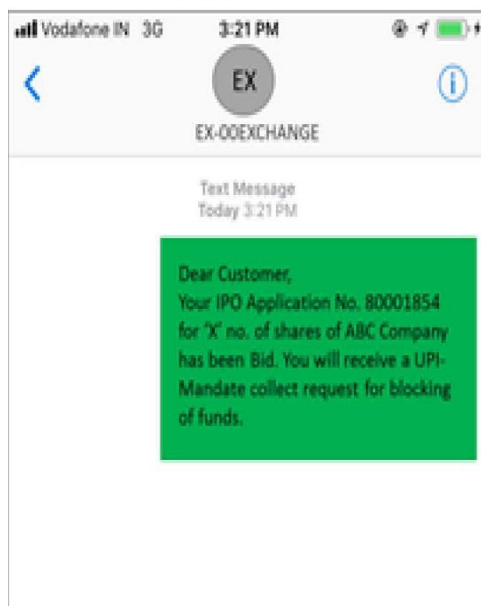 Vodafone IN 3G 3:21 PM
EX
EX-00EXCHANGE
Text Message
Today 3:21 PM
Dear Customer,
Your IPO Application No. 80001854
for 'X' no. of shares of ABC Company
has been Bid. You will receive a UPI-
Mandate collect request for blocking
of funds.